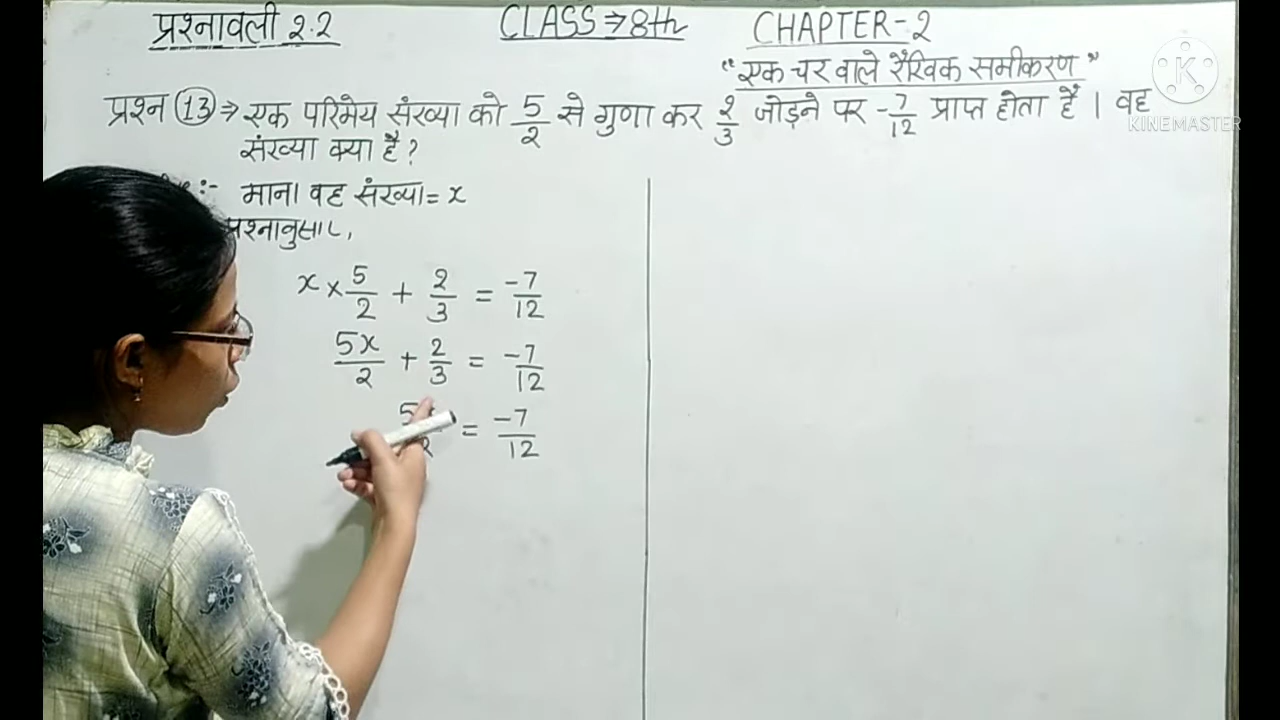 प्रश्नावली 2.2 CLASS ⇒ 8th CHAPTER-2
"एक चर वाले रैखिक समीकरण"
K
KINEMASTER
प्रश्न 13 ⇒ एक परिमेय संख्या को 5/2 से गुणा कर 2/3 जोड़ने पर -7/12 प्राप्त होता है । वह
संख्या क्या है ?
माना वह संख्या = x
प्रश्नानुसार,
x × 5/2 + 2/3 = -7/12
5x/2 + 2/3 = -7/12
= -7/12